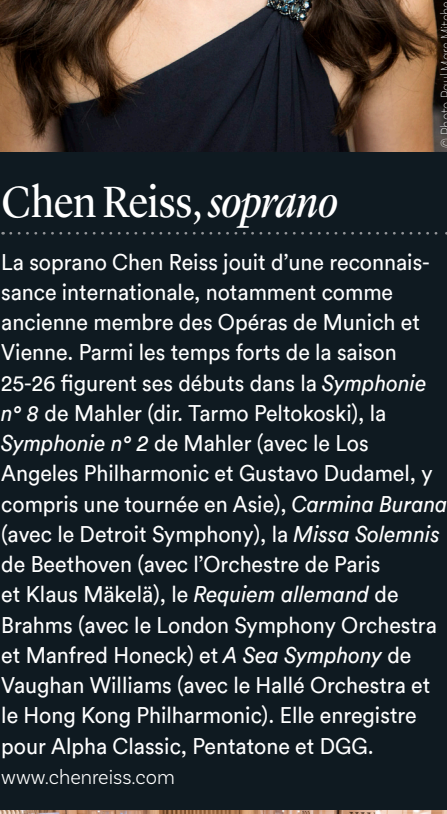 © Photo Paul Marc Mitche
Chen Reiss, soprano
La soprano Chen Reiss jouit d’une reconnais-
sance internationale, notamment comme
ancienne membre des Opéras de Munich et
Vienne. Parmi les temps forts de la saison
25-26 figurent ses débuts dans la Symphonie
n° 8 de Mahler (dir. Tarmo Peltokoski), la
Symphonie n° 2 de Mahler (avec le Los
Angeles Philharmonic et Gustavo Dudamel, y
compris une tournée en Asie), Carmina Burana
(avec le Detroit Symphony), la Missa Solemnis
de Beethoven (avec l’Orchestre de Paris
et Klaus Mäkelä), le Requiem allemand de
Brahms (avec le London Symphony Orchestra
et Manfred Honeck) et A Sea Symphony de
Vaughan Williams (avec le Hallé Orchestra et
le Hong Kong Philharmonic). Elle enregistre
pour Alpha Classic, Pentatone et DGG.
www.chenreiss.com